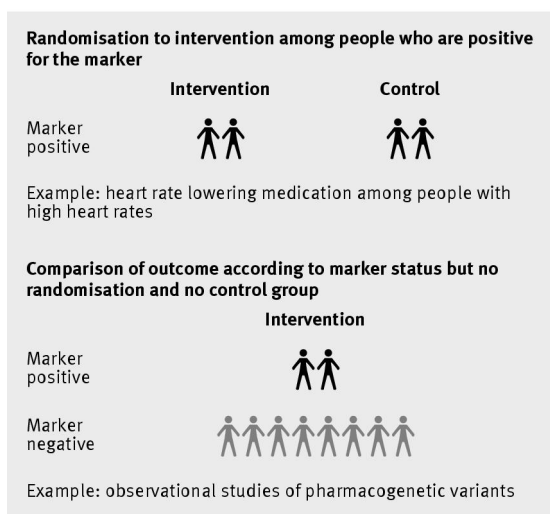 Randomisation to intervention among people who are positive
for the marker
Intervention Control
Marker
positive
Example: heart rate lowering medication among people with
high heart rates
Comparison of outcome according to marker status but no
randomisation and no control group
Intervention
Marker
positive
Marker
negative
Example: observational studies of pharmacogenetic variants